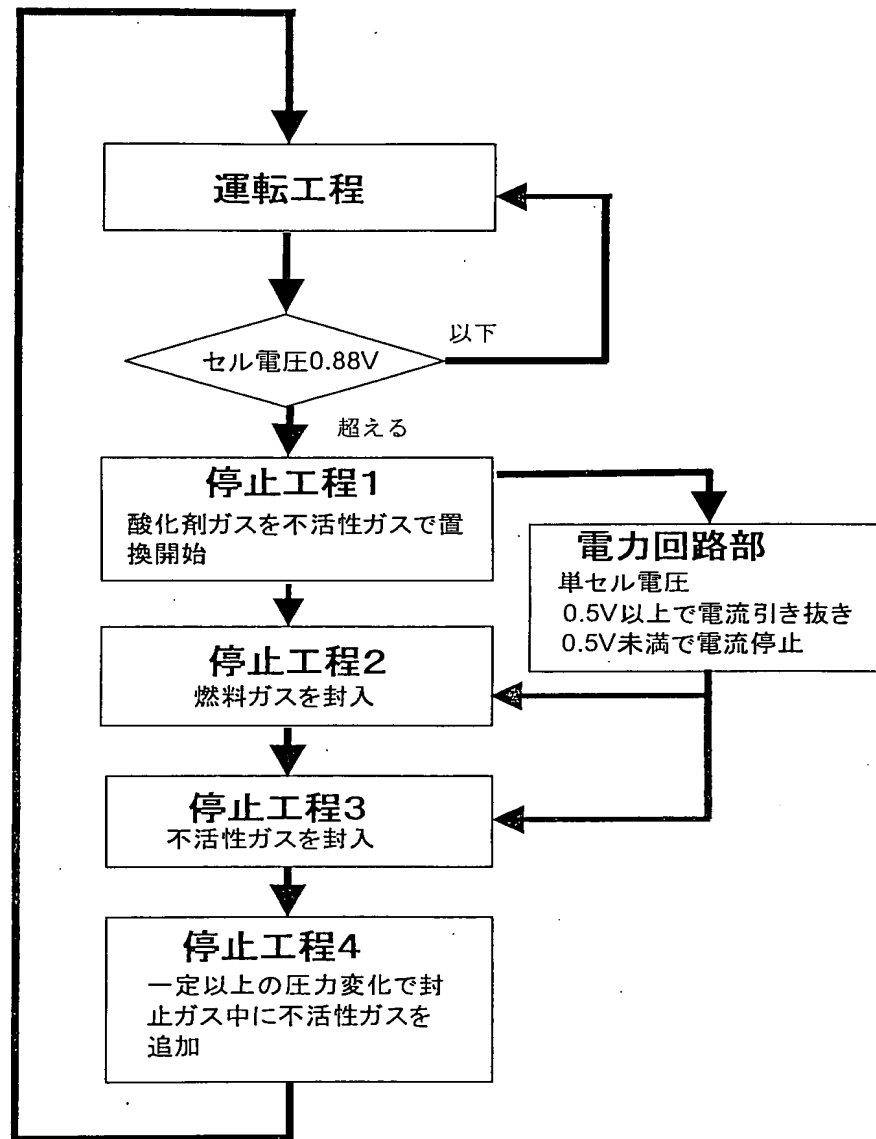 運転工程
以下
セル電圧0.88V
超える
停止工程1
酸化剤ガスを不活性ガスで置
換開始
電力回路部
単セル電圧
0.5V以上で電流引き抜き
0.5V未満で電流停止
停止工程2
燃料ガスを封入
停止工程3
不活性ガスを封入
停止工程4
一定以上の圧力変化で封
止ガス中に不活性ガスを
追加